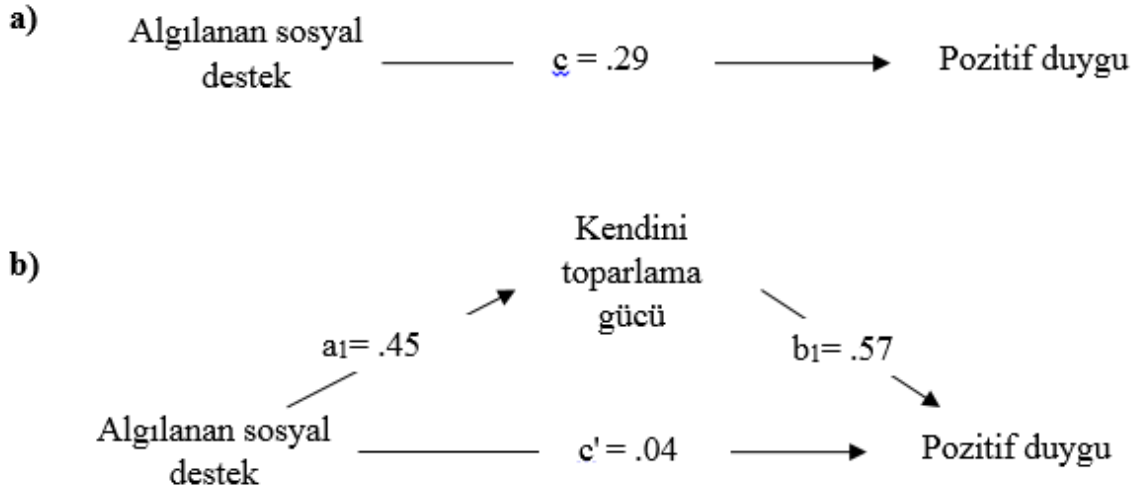 a)
Algılanan sosyal
destek
c = .29
Pozitif duygu
b)
Kendini
toparlama
gücü
a1= .45
b1= .57
Algılanan sosyal
destek
c' = .04
Pozitif duygu